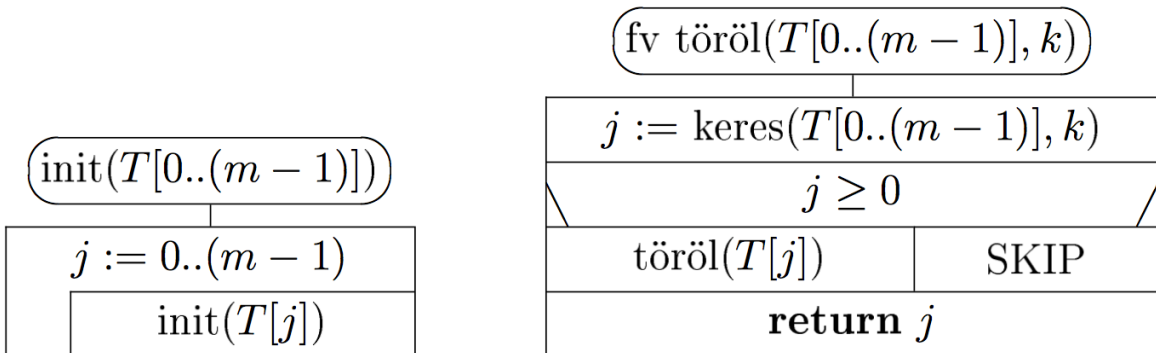 init(T[0..(m − 1)])
j := 0..(m − 1)
init(T[j])
fv töröl(T[0..(m − 1)], k)
j := keres(T[0..(m − 1)], k)
j ≥ 0
töröl(T[j])
SKIP
return j